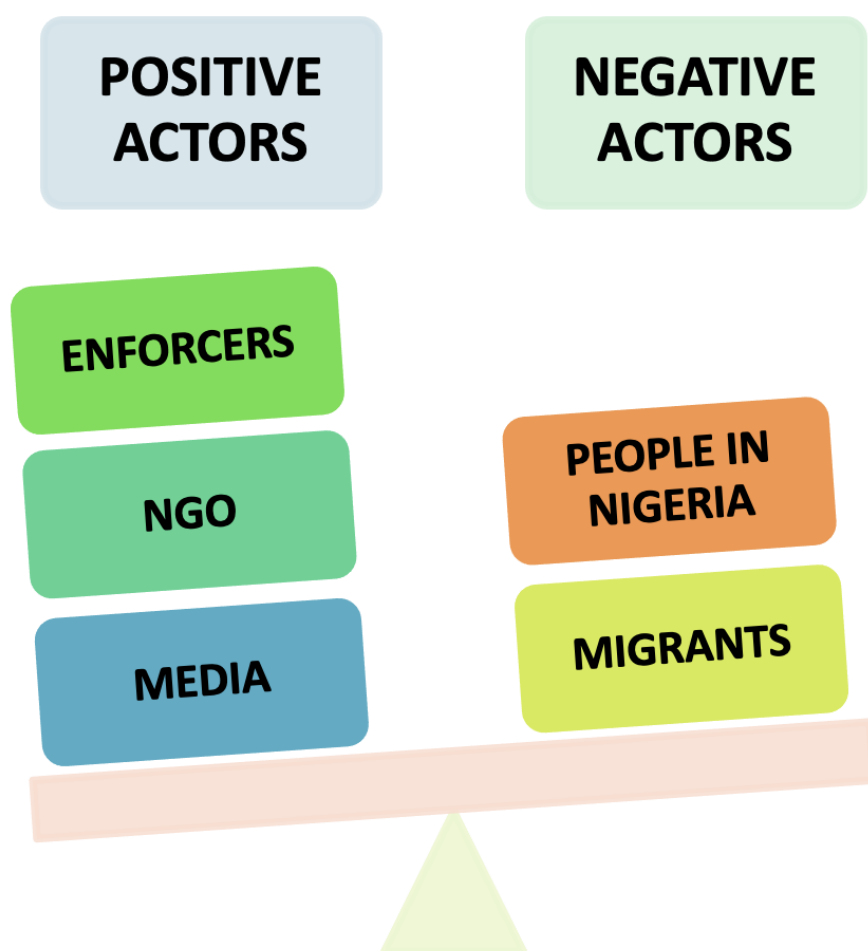 POSITIVE
ACTORS
NEGATIVE
ACTORS
ENFORCERS
NGO
MEDIA
PEOPLE IN
NIGERIA
MIGRANTS